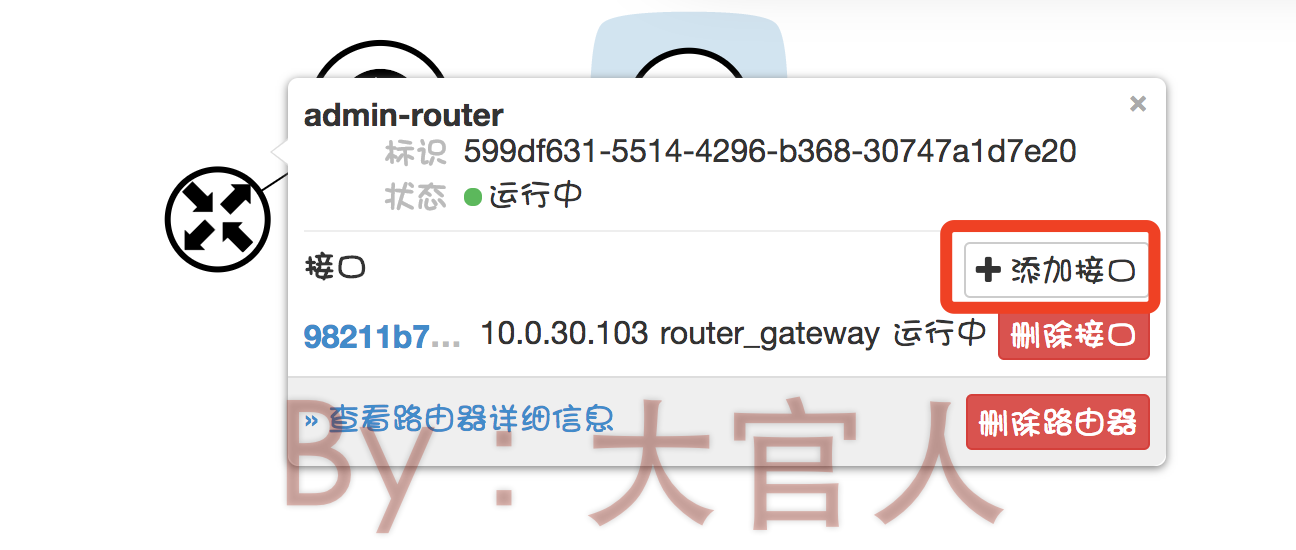 admin-router ×
标识 599df631-5514-4296-b368-30747a1d7e20
状态 运行中
接口 + 添加接口
98211b7... 10.0.30.103 router_gateway 运行中 删除接口
» 查看路由器详细信息 删除路由器
By：大官人